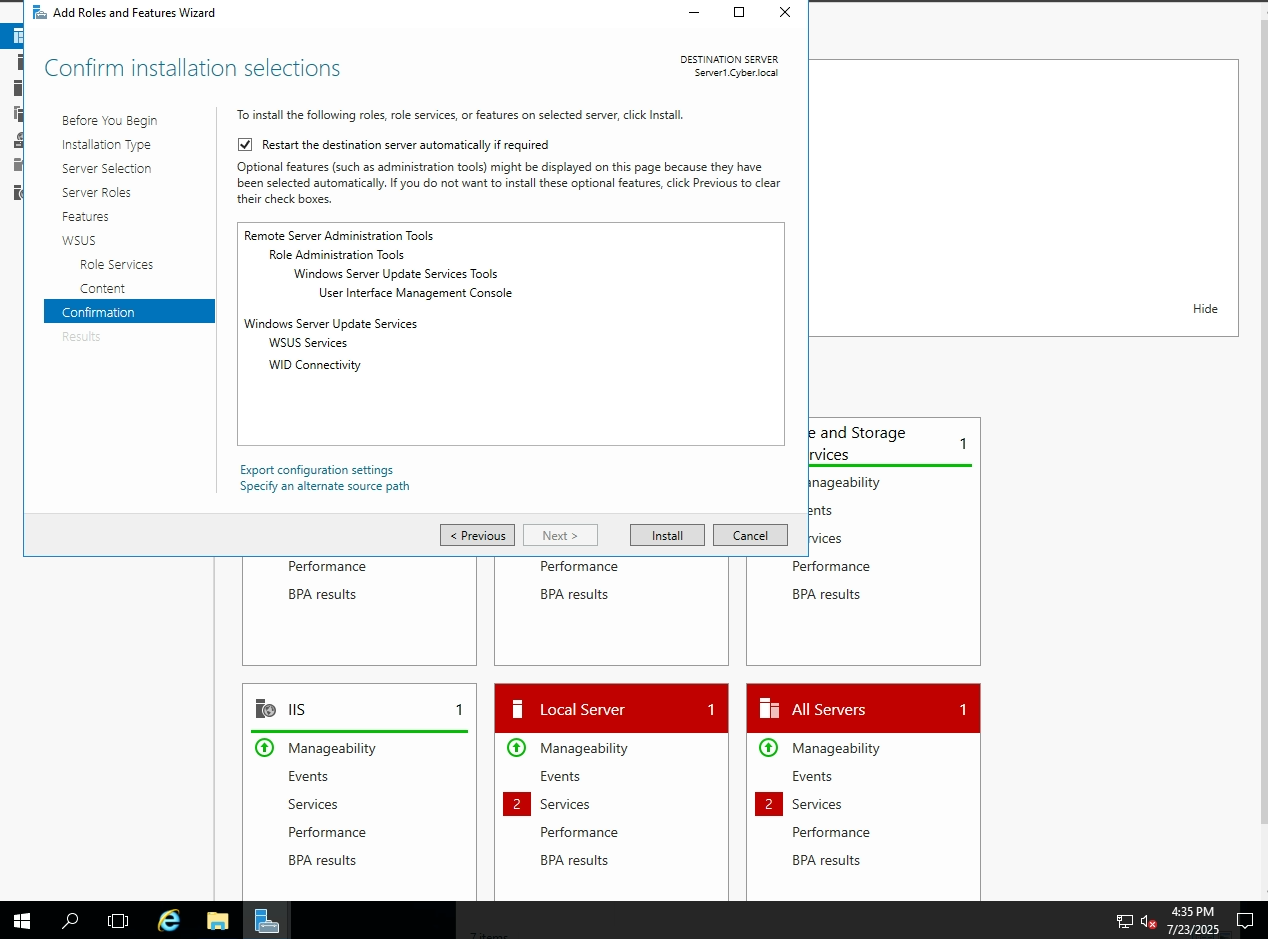 Add Roles and Features Wizard
Confirm installation selections
DESTINATION SERVER
Server1.Cyber.local
Before You Begin
Installation Type
Server Selection
Server Roles
Features
WSUS
Role Services
Content
Confirmation
Results
To install the following roles, role services, or features on selected server, click Install.
Restart the destination server automatically if required
Optional features (such as administration tools) might be displayed on this page because they have
been selected automatically. If you do not want to install these optional features, click Previous to clear
their check boxes.
Remote Server Administration Tools
Role Administration Tools
Windows Server Update Services Tools
User Interface Management Console
Windows Server Update Services
WSUS Services
WID Connectivity
Export configuration settings
Specify an alternate source path
< Previous
Next >
Install
Cancel
Hide
e and Storage
rvices
1
anageability
ents
rvices
Performance
BPA results
Performance
BPA results
Performance
BPA results
IIS
1
Manageability
Events
Services
Performance
BPA results
Local Server
1
Manageability
Events
2
Services
Performance
BPA results
All Servers
1
Manageability
Events
2
Services
Performance
BPA results
7 items
4:35 PM
7/23/2025